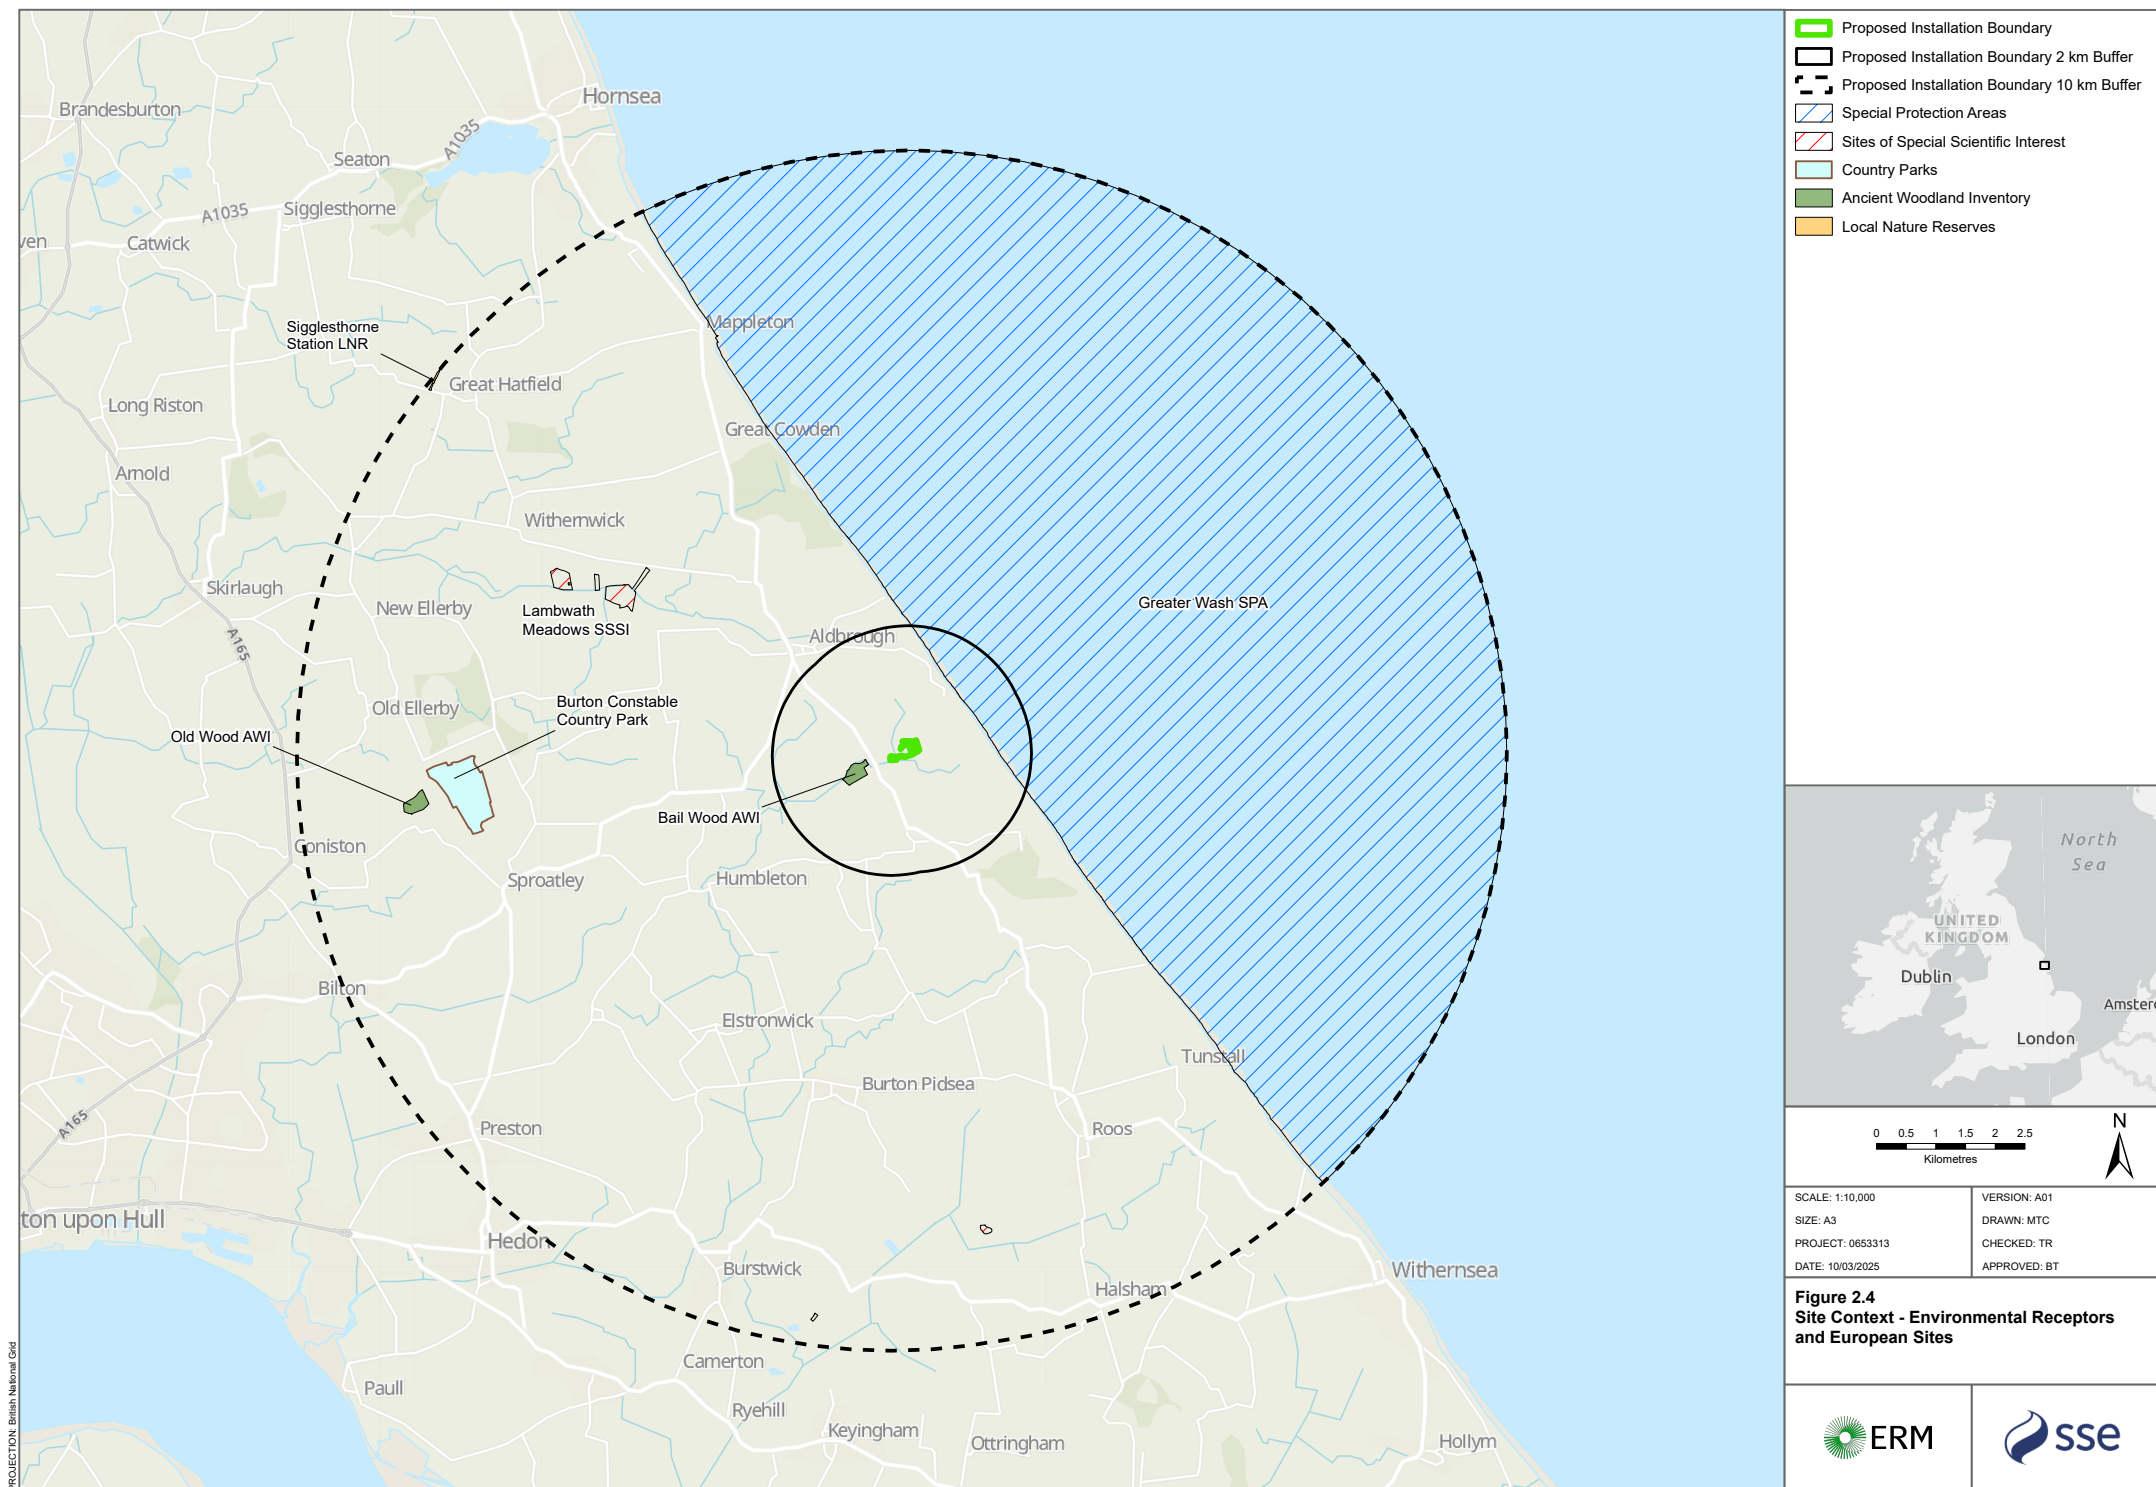 Hornsea
Brandesburton
A1035
Seaton
A1035
Sigglesthorne
ven
Catwick
Sigglesthorne
Station LNR
Mappleton
Great Hatfield
Long Riston
Great Cowden
Arnold
Withernwick
Skirlaugh
New Ellerby
Lambwath
Meadows SSSI
Greater Wash SPA
A165
Aldbrough
Old Ellerby
Burton Constable
Country Park
Old Wood AWI
Bail Wood AWI
Coniston
Sproatley
Humbleton
Bilton
Elstronwick
Tunstall
Burton Pidsea
A165
Preston
Roos
ton upon Hull
Hedon
Burstwick
Halsham
Withernsea
Camerton
Paull
Ryehill
Keyingham
Ottringham
Hollym
PROJECTION: British National Grid
Proposed Installation Boundary
Proposed Installation Boundary 2 km Buffer
Proposed Installation Boundary 10 km Buffer
Special Protection Areas
Sites of Special Scientific Interest
Country Parks
Ancient Woodland Inventory
Local Nature Reserves
North
Sea
UNITED
KINGDOM
Dublin
Amster
London
N
0 0.5 1 1.5 2 2.5
Kilometres
SCALE: 1:10,000
VERSION: A01
SIZE: A3
DRAWN: MTC
PROJECT: 0653313
CHECKED: TR
DATE: 10/03/2025
APPROVED: BT
Figure 2.4
Site Context - Environmental Receptors
and European Sites
ERM
sse